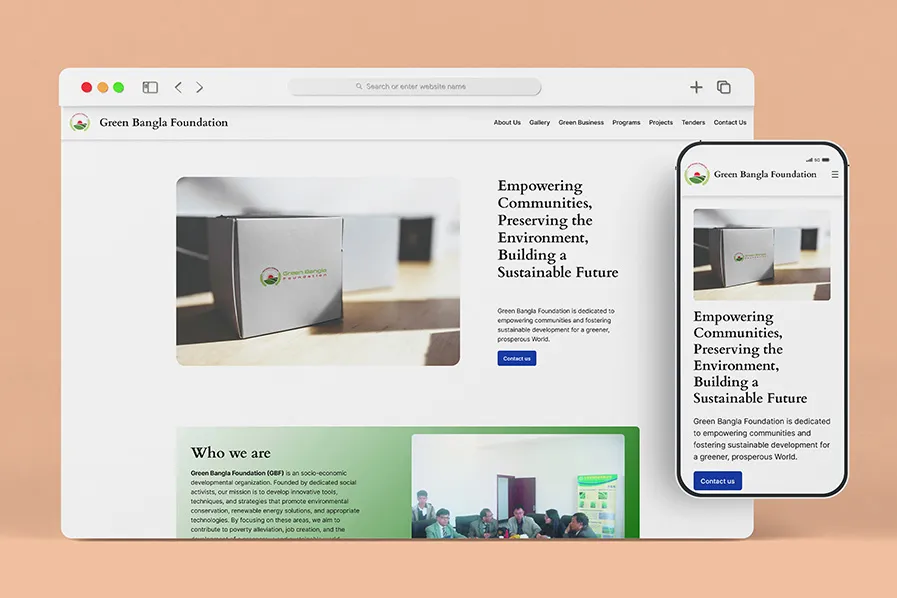 Search or enter website name
Green Bangla Foundation
About Us Gallery Green Business Programs Projects Tenders Contact Us
Green Bangla
Foundation
Empowering
Communities,
Preserving the
Environment,
Building a
Sustainable Future
Green Bangla Foundation is dedicated to
empowering communities and fostering
sustainable development for a greener,
prosperous World.
Contact us
Who we are
Green Bangla Foundation (GBF) is an socio-economic
developmental organization. Founded by dedicated social
activists, our mission is to develop innovative tools,
techniques, and strategies that promote environmental
conservation, renewable energy solutions, and appropriate
technologies. By focusing on these areas, we aim to
contribute to poverty alleviation, job creation, and the
5G
Green Bangla Foundation
Empowering
Communities,
Preserving the
Environment,
Building a
Sustainable Future
Green Bangla Foundation is dedicated
to empowering communities and
fostering sustainable development for
a greener, prosperous World.
Contact us